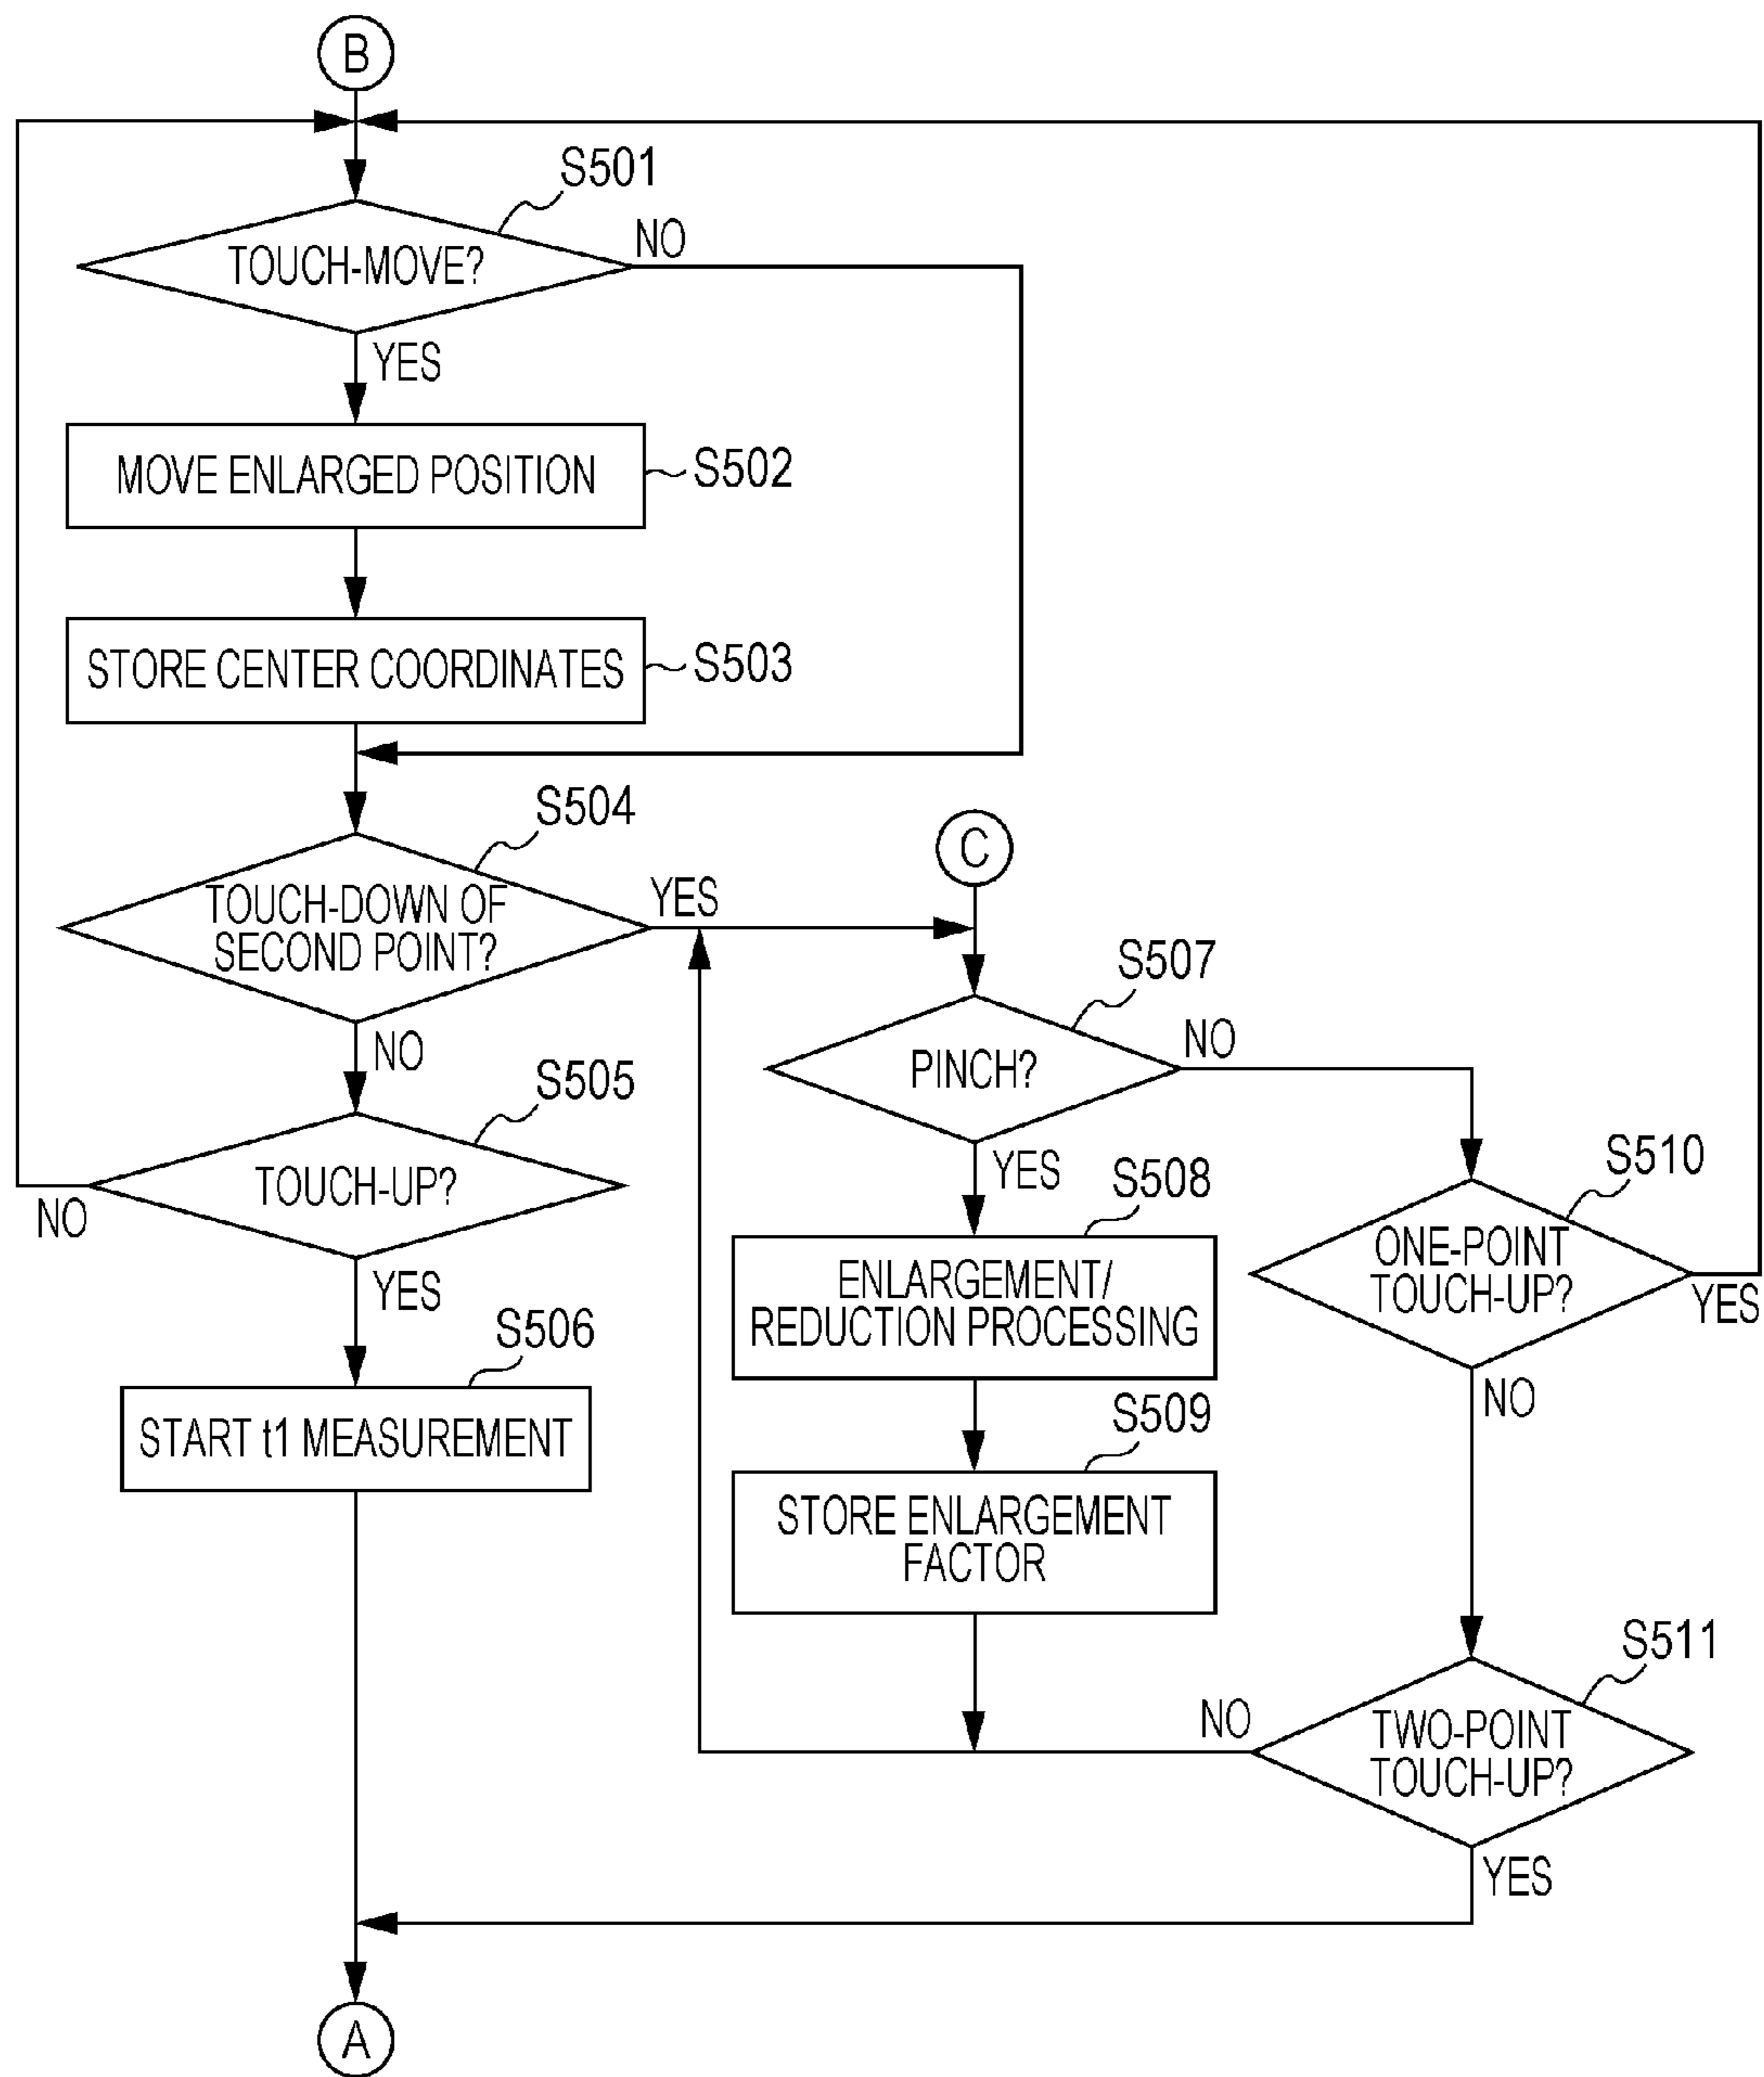 B
S501
TOUCH-MOVE?
NO
YES
MOVE ENLARGED POSITION
S502
STORE CENTER COORDINATES
S503
S504
TOUCH-DOWN OF
SECOND POINT?
YES
NO
C
S507
PINCH?
NO
YES
S505
TOUCH-UP?
NO
YES
S506
START t1 MEASUREMENT
S508
ENLARGEMENT/
REDUCTION PROCESSING
S509
STORE ENLARGEMENT
FACTOR
S510
ONE-POINT
TOUCH-UP?
YES
NO
S511
TWO-POINT
TOUCH-UP?
NO
YES
A